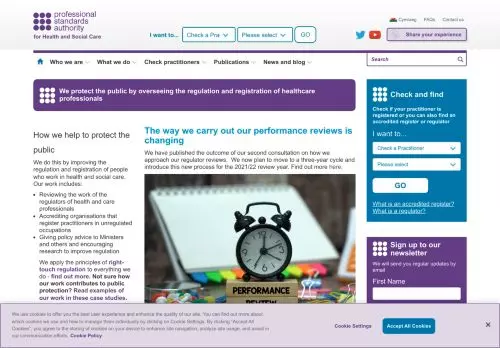 professional
standards
authority
for Health and Social Care
Cymraeg FAQs Contact us
I want to... Check a Prac Please select GO
Share your experience
Who we are What we do Check practitioners Publications News and blog
Search
We protect the public by overseeing the regulation and registration of healthcare
professionals
How we help to protect the
public
We do this by improving the
regulation and registration of people
who work in health and social care.
Our work includes:
Reviewing the work of the
regulators of health and care
professionals
Accrediting organisations that
register practitioners in unregulated
occupations
Giving policy advice to Ministers
and others and encouraging
research to improve regulation
We apply the principles of right-
touch regulation to everything we
do - find out more. Not sure how
our work contributes to public
protection? Read examples of
our work in these case studies.
The way we carry out our performance reviews is
changing
We have published the outcome of our second consultation on how we
approach our regulator reviews. We now plan to move to a three-year cycle and
introduce this new process for the 2021/22 review year. Find out more here.
PERFORMANCE
REVIEW
Check and find
Check if your practitioner is
registered or you can also find an
accredited register or regulator
I want to...
Check a Practitioner
Please select
GO
What is an accredited register?
What is a regulator?
Sign up to our
newsletter
We will send you regular updates by
email
First Name
We use cookies to offer you the best user experience and enhance the quality of our site. You can find out more about
which cookies we use and how to manage them individually by clicking on Cookie Settings. By clicking "Accept All
Cookies", you agree to the storing of cookies on your device to enhance site navigation, analyze site usage, and assist in
our communication efforts. Cookie Policy
Cookie Settings
Accept All Cookies